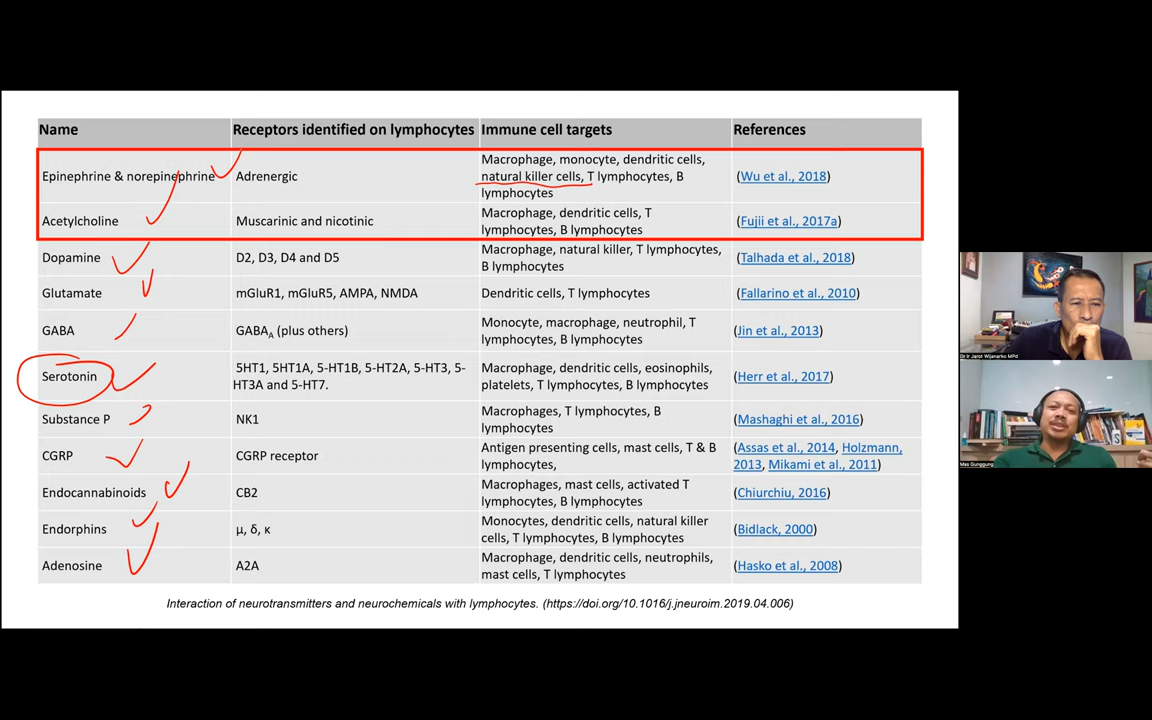 Name Receptors identified on lymphocytes Immune cell targets References
Epinephrine & norepinephrine Adrenergic Macrophage, monocyte, dendritic cells,
natural killer cells, T lymphocytes, B
lymphocytes (Wu et al., 2018)
Acetylcholine Muscarinic and nicotinic Macrophage, dendritic cells, T
lymphocytes, B lymphocytes (Fujii et al., 2017a)
Dopamine D2, D3, D4 and D5 Macrophage, natural killer, T lymphocytes,
B lymphocytes (Talhada et al., 2018)
Glutamate mGluR1, mGluR5, AMPA, NMDA Dendritic cells, T lymphocytes (Fallarino et al., 2010)
GABA GABAA (plus others) Monocyte, macrophage, neutrophil, T
lymphocytes, B lymphocytes (Jin et al., 2013)
Serotonin 5HT1, 5HT1A, 5-HT1B, 5-HT2A, 5-HT3, 5-
HT3A and 5-HT7. Macrophage, dendritic cells, eosinophils,
platelets, T lymphocytes, B lymphocytes (Herr et al., 2017)
Substance P NK1 Macrophages, T lymphocytes, B
lymphocytes (Mashaghi et al., 2016)
CGRP CGRP receptor Antigen presenting cells, mast cells, T & B
lymphocytes, (Assas et al., 2014, Holzmann,
2013, Mikami et al., 2011)
Endocannabinoids CB2 Macrophages, mast cells, activated T
lymphocytes, B lymphocytes (Chiurchiu, 2016)
Endorphins μ, δ, κ Monocytes, dendritic cells, natural killer
cells, T lymphocytes, B lymphocytes (Bidlack, 2000)
Adenosine A2A Macrophage, dendritic cells, neutrophils,
mast cells, T lymphocytes (Hasko et al., 2008)
Interaction of neurotransmitters and neurochemicals with lymphocytes. (https://doi.org/10.1016/j.jneuroim.2019.04.006)
Dr Ir Jarot Wijanarko MPd
Mas Gunggung